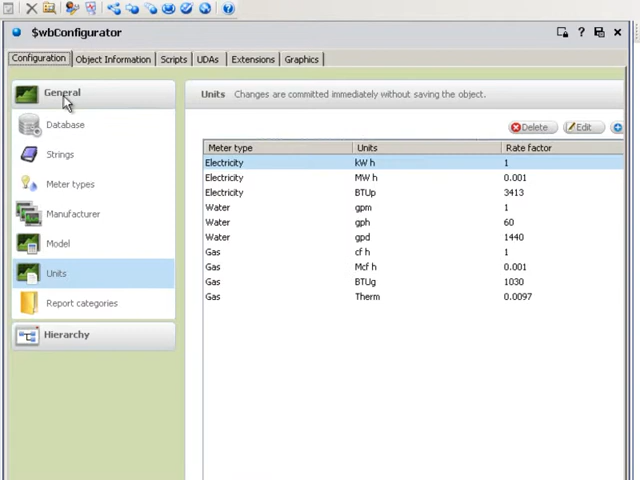 $wbConfigurator
?
Configuration Object Information Scripts UDAs Extensions Graphics
General
Database
Strings
Meter types
Manufacturer
Model
Units
Report categories
Hierarchy
Units Changes are committed immediately without saving the object.
Delete Edit
Meter type Units Rate factor
Electricity kW h 1
Electricity MW h 0.001
Electricity BTUp 3413
Water gpm 1
Water gph 60
Water gpd 1440
Gas cf h 1
Gas Mcf h 0.001
Gas BTUg 1030
Gas Therm 0.0097